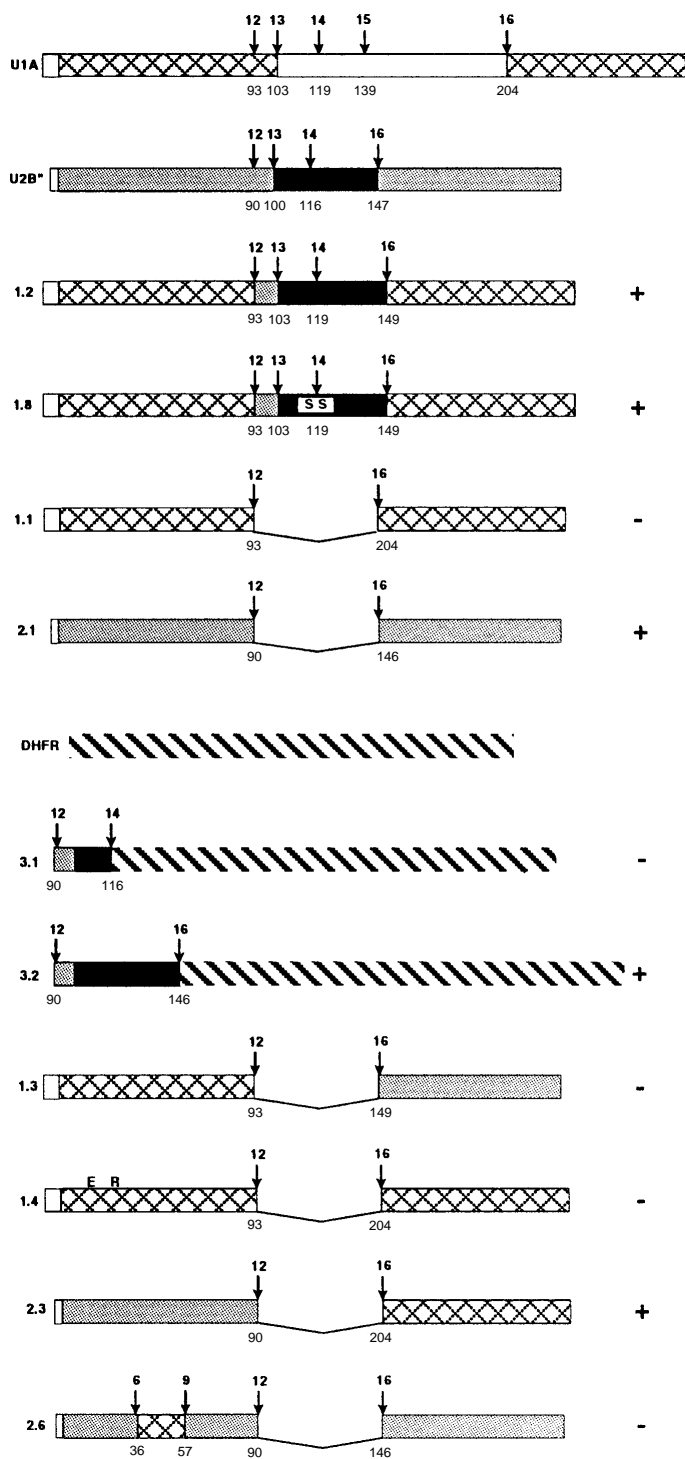 12 13 14 15 16
U1A
93 103 119 139 204
12 13 14 16
U2B"
90 100 116 147
12 13 14 16
1.2 +
93 103 119 149
12 13 14 16
1.8 S S +
93 103 119 149
12 16
1.1 -
93 204
12 16
2.1 +
90 146
DHFR
12 14
3.1 -
90 116
12 16
3.2 +
90 146
12 16
1.3 -
93 149
12 16
E R
1.4 -
93 204
12 16
2.3 +
90 204
6 9 12 16
2.6 -
36 57 90 146